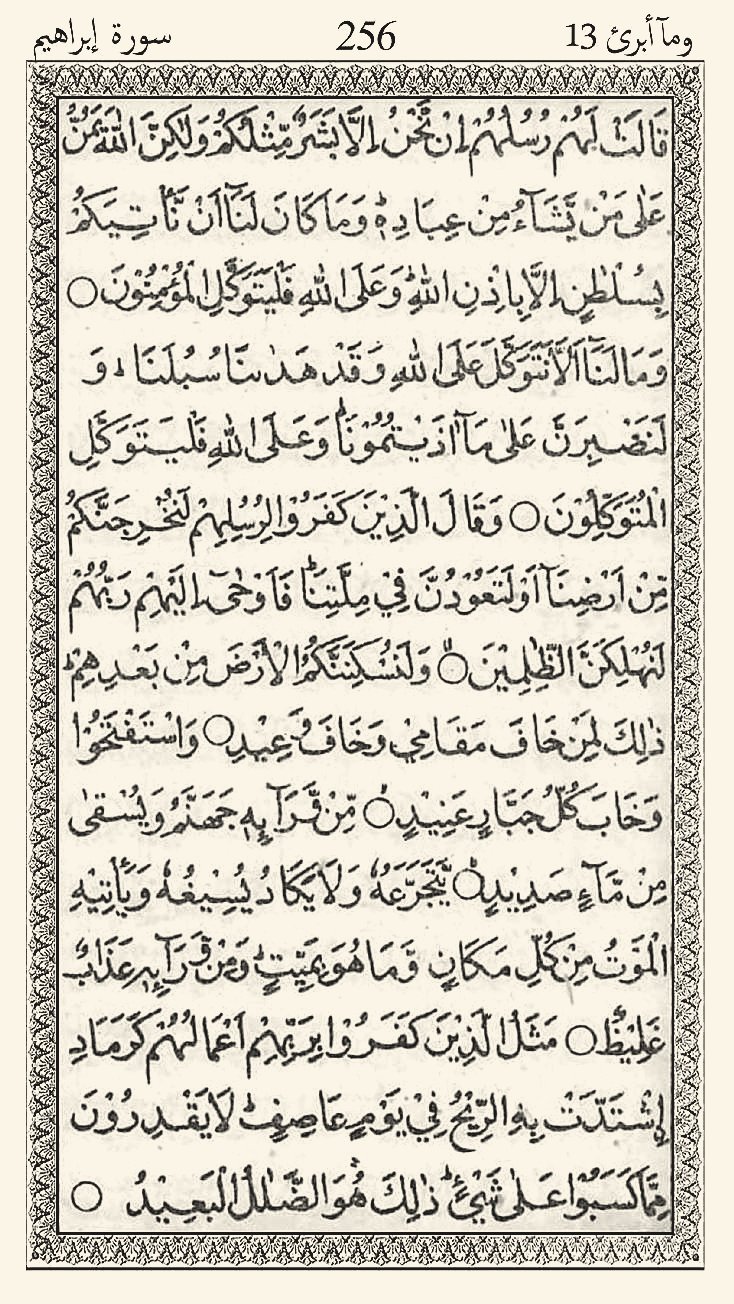 ومآ أبرئ 13 256 سورة إبراهيم
قَالَتْ لَهُمْ رُسُلُهُمْ اِنْ نَّحْنُ اِلَّا بَشَرٌ مِّثْلُكُمْ وَلٰكِنَّ اللّٰهَ يَمُنُّ
عَلٰى مَنْ يَّشَآءُ مِنْ عِبَادِهٖ ؕ وَمَا كَانَ لَنَآ اَنْ نَّاْتِيَكُمْ
بِسُلْطٰنٍ اِلَّا بِاِذْنِ اللّٰهِ ؕ وَعَلَى اللّٰهِ فَلْيَتَوَكَّلِ الْمُؤْمِنُوْنَ ○
وَمَا لَنَآ اَلَّا نَتَوَكَّلَ عَلَى اللّٰهِ وَقَدْ هَدٰىنَا سُبُلَنَا ؕ وَ
لَنَصْبِرَنَّ عَلٰى مَآ اٰذَيْتُمُوْنَا ؕ وَعَلَى اللّٰهِ فَلْيَتَوَكَّلِ
الْمُتَوَكِّلُوْنَ ○ وَقَالَ الَّذِيْنَ كَفَرُوْا لِرُسُلِهِمْ لَنُخْرِجَنَّكُمْ
مِّنْ اَرْضِنَآ اَوْ لَتَعُوْدُنَّ فِيْ مِلَّتِنَا ؕ فَاَوْحٰٓى اِلَيْهِمْ رَبُّهُمْ
لَنُهْلِكَنَّ الظّٰلِمِيْنَ ○ۙ وَلَنُسْكِنَنَّكُمُ الْاَرْضَ مِنْۢ بَعْدِهِمْ ؕ
ذٰلِكَ لِمَنْ خَافَ مَقَامِيْ وَخَافَ وَعِيْدِ ○ وَاسْتَفْتَحُوْا
وَخَابَ كُلُّ جَبَّارٍ عَنِيْدٍ ○ۙ مِّنْ وَّرَآئِهٖ جَهَنَّمُ وَيُسْقٰى
مِنْ مَّآءٍ صَدِيْدٍ ○ۙ يَّتَجَرَّعُهٗ وَلَا يَكَادُ يُسِيْغُهٗ وَيَاْتِيْهِ
الْمَوْتُ مِنْ كُلِّ مَكَانٍ وَّمَا هُوَ بِمَيِّتٍ ؕ وَمِنْ وَّرَآئِهٖ عَذَابٌ
غَلِيْظٌ ○ مَثَلُ الَّذِيْنَ كَفَرُوْا بِرَبِّهِمْ اَعْمَالُهُمْ كَرَمَادِ
اِۨشْتَدَّتْ بِهِ الرِّيْحُ فِيْ يَوْمٍ عَاصِفٍ ؕ لَا يَقْدِرُوْنَ
مِمَّا كَسَبُوْا عَلٰى شَيْءٍ ؕ ذٰلِكَ هُوَ الضَّلٰلُ الْبَعِيْدُ ○